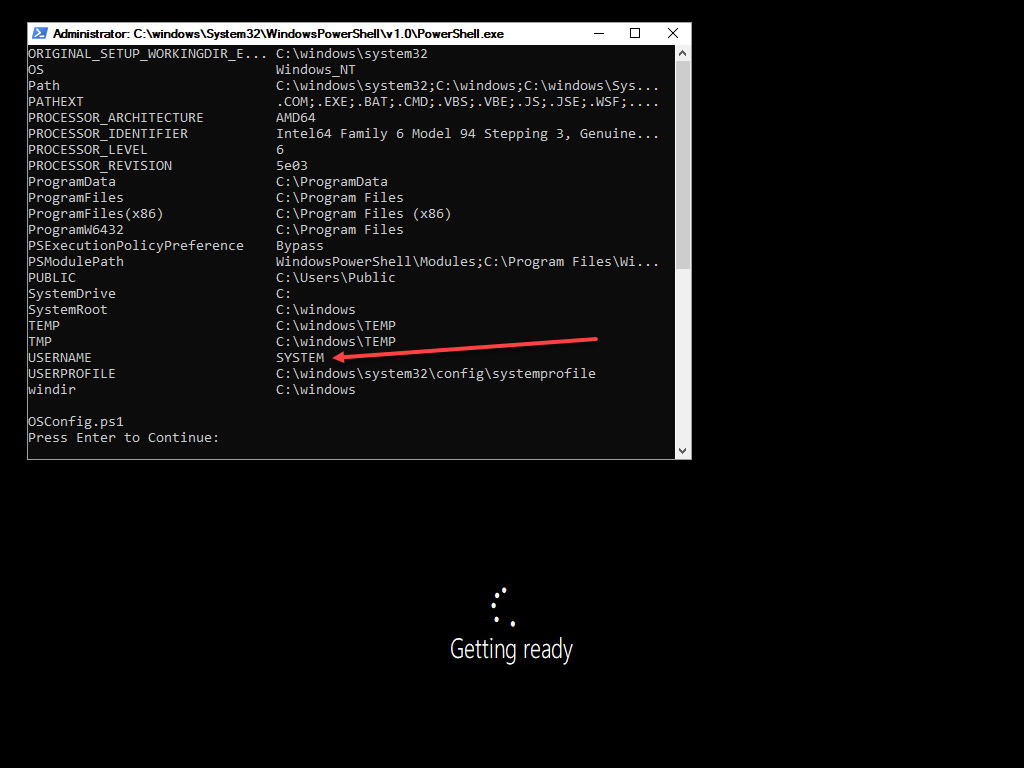 Administrator: C:\windows\System32\WindowsPowerShell\v1.0\PowerShell.exe
ORIGINAL_SETUP_WORKINGDIR_E... C:\windows\system32
OS Windows_NT
Path C:\windows\system32;C:\windows;C:\windows\Sys...
PATHEXT .COM;.EXE;.BAT;.CMD;.VBS;.VBE;.JS;.JSE;.WSF;....
PROCESSOR_ARCHITECTURE AMD64
PROCESSOR_IDENTIFIER Intel64 Family 6 Model 94 Stepping 3, Genuine...
PROCESSOR_LEVEL 6
PROCESSOR_REVISION 5e03
ProgramData C:\ProgramData
ProgramFiles C:\Program Files
ProgramFiles(x86) C:\Program Files (x86)
ProgramW6432 C:\Program Files
PSExecutionPolicyPreference Bypass
PSModulePath WindowsPowerShell\Modules;C:\Program Files\Wi...
PUBLIC C:\Users\Public
SystemDrive C:
SystemRoot C:\windows
TEMP C:\windows\TEMP
TMP C:\windows\TEMP
USERNAME SYSTEM
USERPROFILE C:\windows\system32\config\systemprofile
windir C:\windows
OSConfig.ps1
Press Enter to Continue:
Getting ready